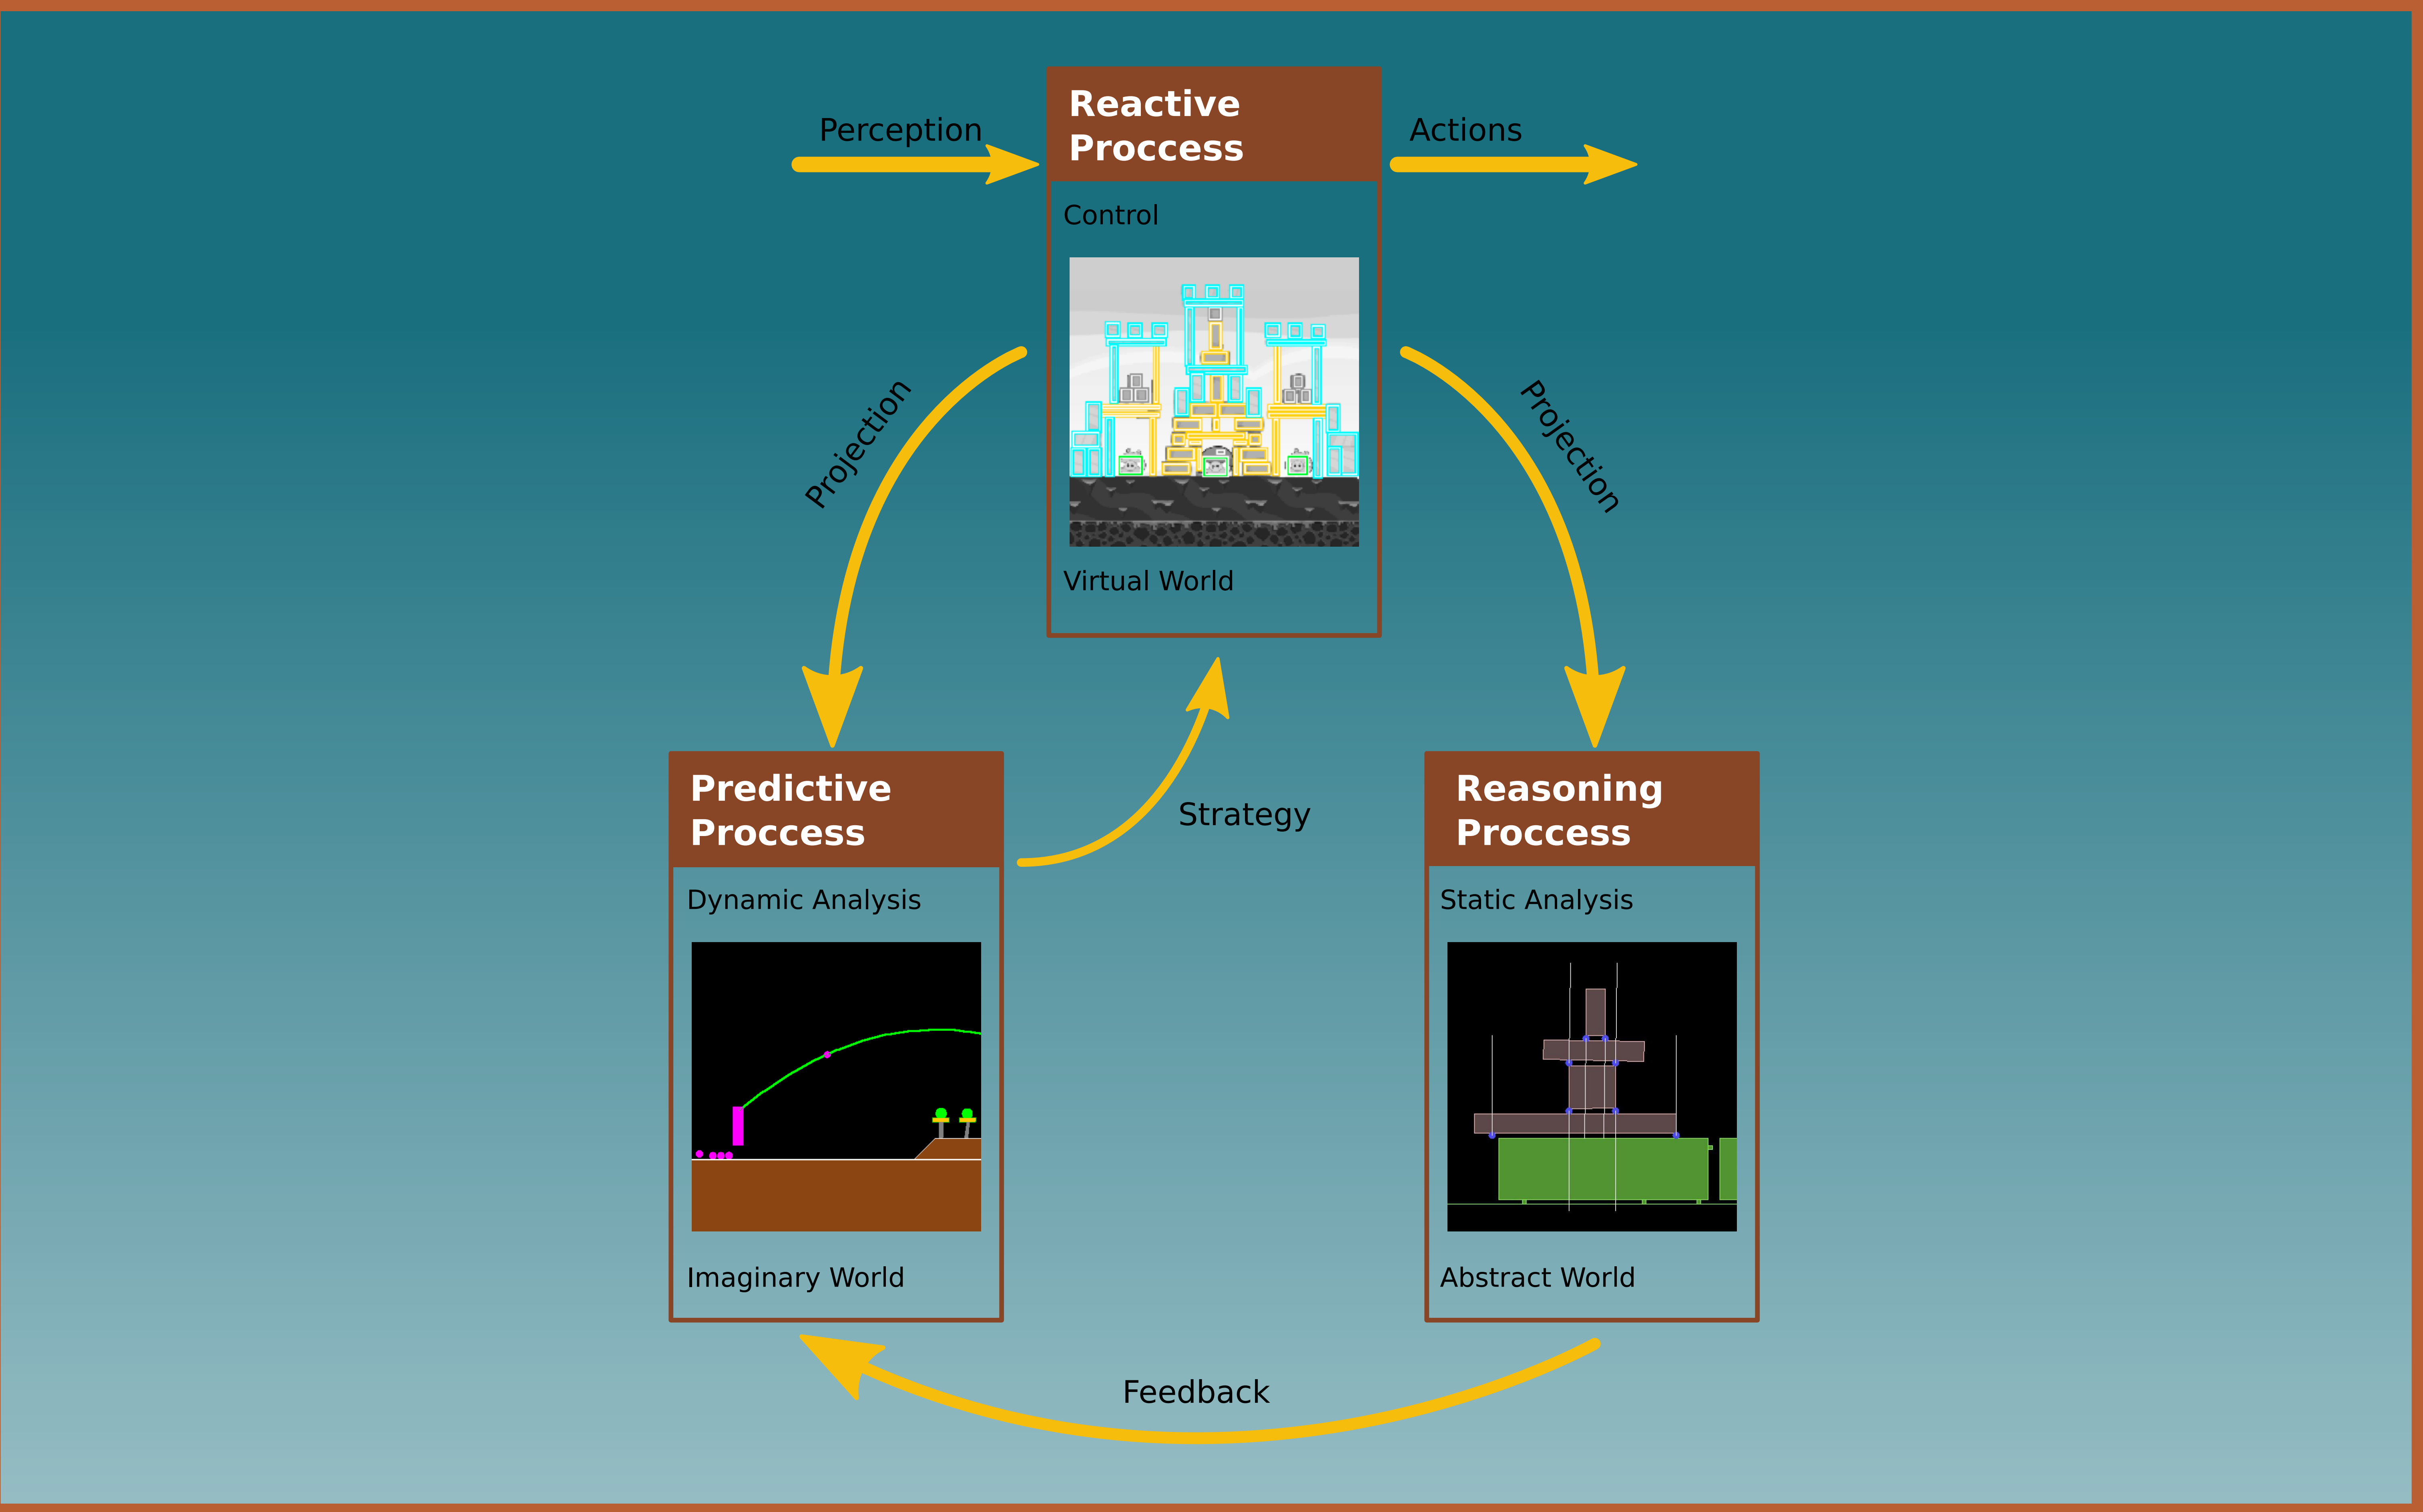 Perception
Reactive
Proccess
Actions
Control
Virtual World
Projection
Projection
Strategy
Predictive
Proccess
Dynamic Analysis
Imaginary World
Reasoning
Proccess
Static Analysis
Abstract World
Feedback